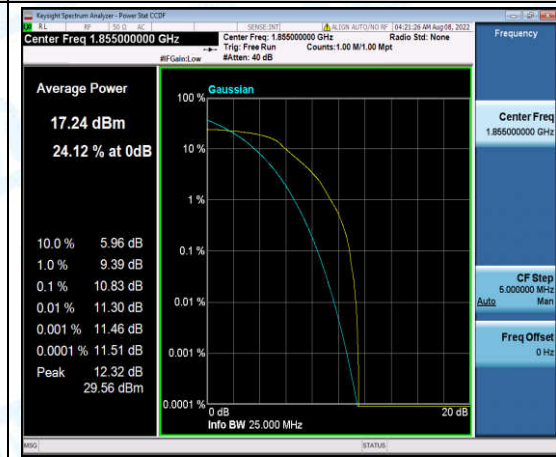 Keysight Spectrum Analyzer - Power Stat CCDF
RL RF 50 Ω AC SENSE:INT ALIGN AUTO/NO RF 04:21:26 AM Aug 08, 2022
Center Freq 1.855000000 GHz
Center Freq: 1.855000000 GHz Radio Std: None
Trig: Free Run Counts:1.00 M/1.00 Mpt
#IFGain:Low #Atten: 40 dB
Frequency
Average Power
17.24 dBm
24.12 % at 0dB
10.0 % 5.96 dB
1.0 % 9.39 dB
0.1 % 10.83 dB
0.01 % 11.30 dB
0.001 % 11.46 dB
0.0001 % 11.51 dB
Peak 12.32 dB
29.56 dBm
Gaussian
100 %
10 %
1 %
0.1 %
0.01 %
0.001 %
0.0001 %
0 dB 20 dB
Info BW 25.000 MHz
Center Freq
1.855000000 GHz
CF Step
5.000000 MHz
Auto Man
Freq Offset
0 Hz
MSG STATUS